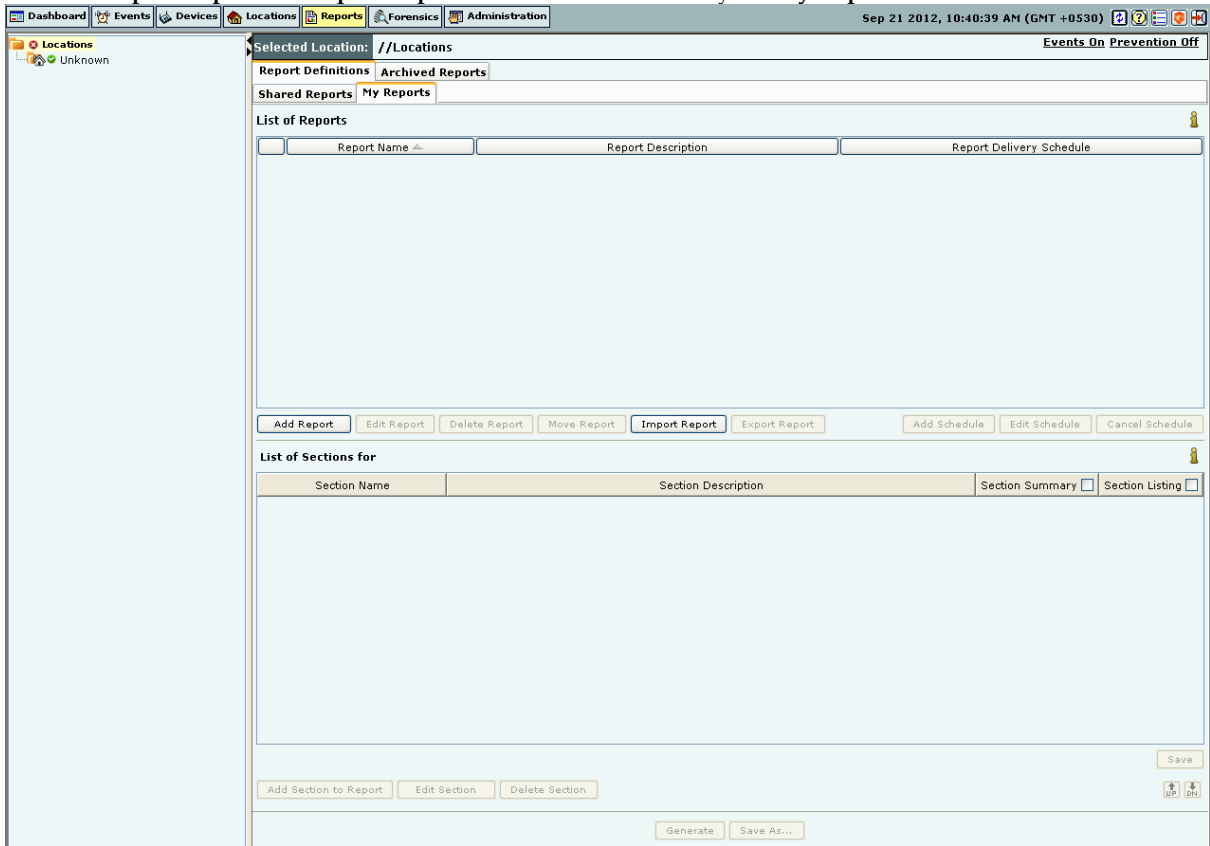 Dashboard Events Devices Locations Reports Forensics Administration Sep 21 2012, 10:40:39 AM (GMT +0530)
Locations
Unknown
Selected Location: //Locations Events On Prevention Off
Report Definitions Archived Reports
Shared Reports My Reports
List of Reports
Report Name Report Description Report Delivery Schedule
Add Report Edit Report Delete Report Move Report Import Report Export Report Add Schedule Edit Schedule Cancel Schedule
List of Sections for
Section Name Section Description Section Summary Section Listing
Save
Add Section to Report Edit Section Delete Section UP DN
Generate Save As...